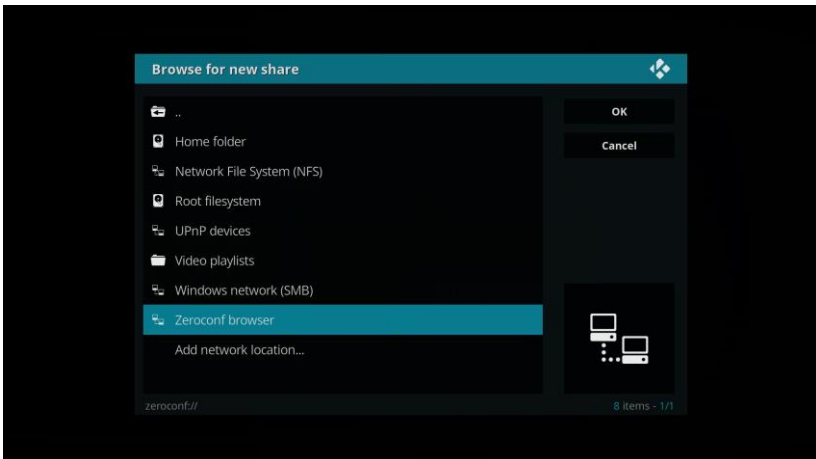 Browse for new share
..
OK
Home folder
Cancel
Network File System (NFS)
Root filesystem
UPnP devices
Video playlists
Windows network (SMB)
Zeroconf browser
Add network location...
zeroconf://
8 items - 1/1